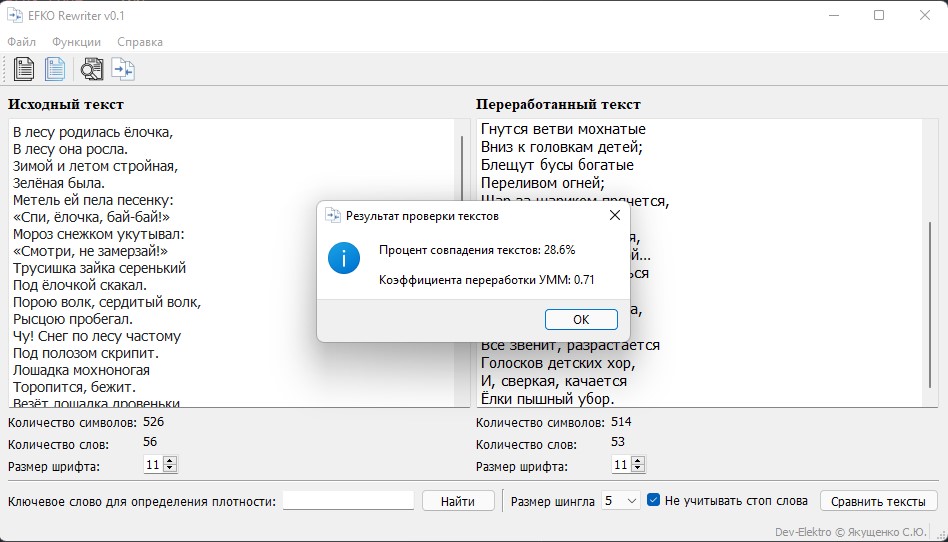 EFKO Rewriter v0.1
Файл Функции Справка
Исходный текст
В лесу родилась ёлочка,
В лесу она росла.
Зимой и летом стройная,
Зелёная была.
Метель ей пела песенку:
«Спи, ёлочка, бай-бай!»
Мороз снежком укутывал:
«Смотри, не замерзай!»
Трусишка зайка серенький
Под ёлочкой скакал.
Порою волк, сердитый волк,
Рысцою пробегал.
Чу! Снег по лесу частому
Под полозом скрипит.
Лошадка мохноногая
Торопится, бежит.
Везёт лошадка дровеньки
Количество символов: 526
Количество слов: 56
Размер шрифта: 11
Переработанный текст
Гнутся ветви мохнатые
Вниз к головкам детей;
Блещут бусы богатые
Переливом огней;
Шар за шариком прячется,
Все звенит, разрастается
Голосков детских хор,
И, сверкая, качается
Ёлки пышный убор.
Количество символов: 514
Количество слов: 53
Размер шрифта: 11
Результат проверки текстов
Процент совпадения текстов: 28.6%
Коэффициента переработки УММ: 0.71
OK
Ключевое слово для определения плотности: Найти Размер шингла 5 Не учитывать стоп слова Сравнить тексты
Dev-Elektro © Якущенко С.Ю.